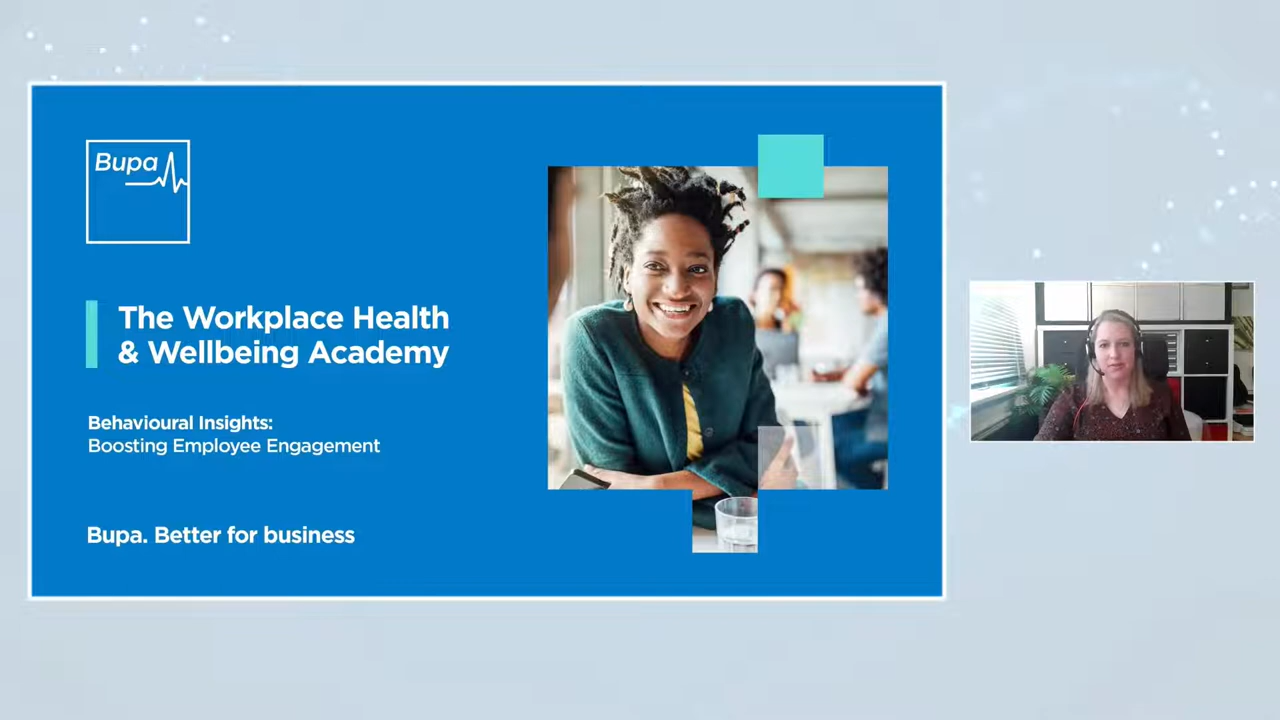 Bupa
The Workplace Health
& Wellbeing Academy
Behavioural Insights:
Boosting Employee Engagement
Bupa. Better for business